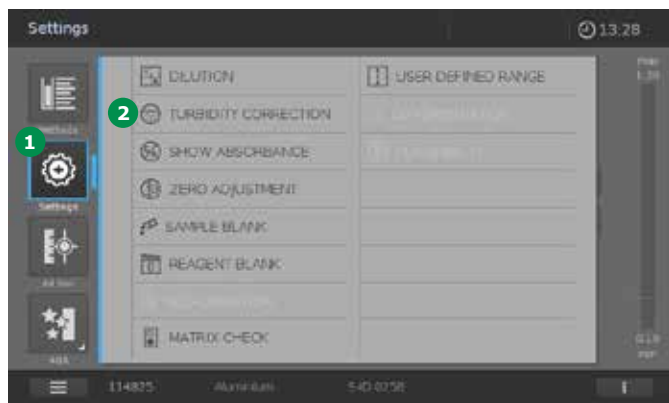 Settings
13:28
DILUTION
USER DEFINED RANGE
2
TURBIDITY CORRECTION
1
SHOW ABSORBANCE
Settings
ZERO ADJUSTMENT
SAMPLE BLANK
REAGENT BLANK
MATRIX CHECK
AQA
114825 Aluminium